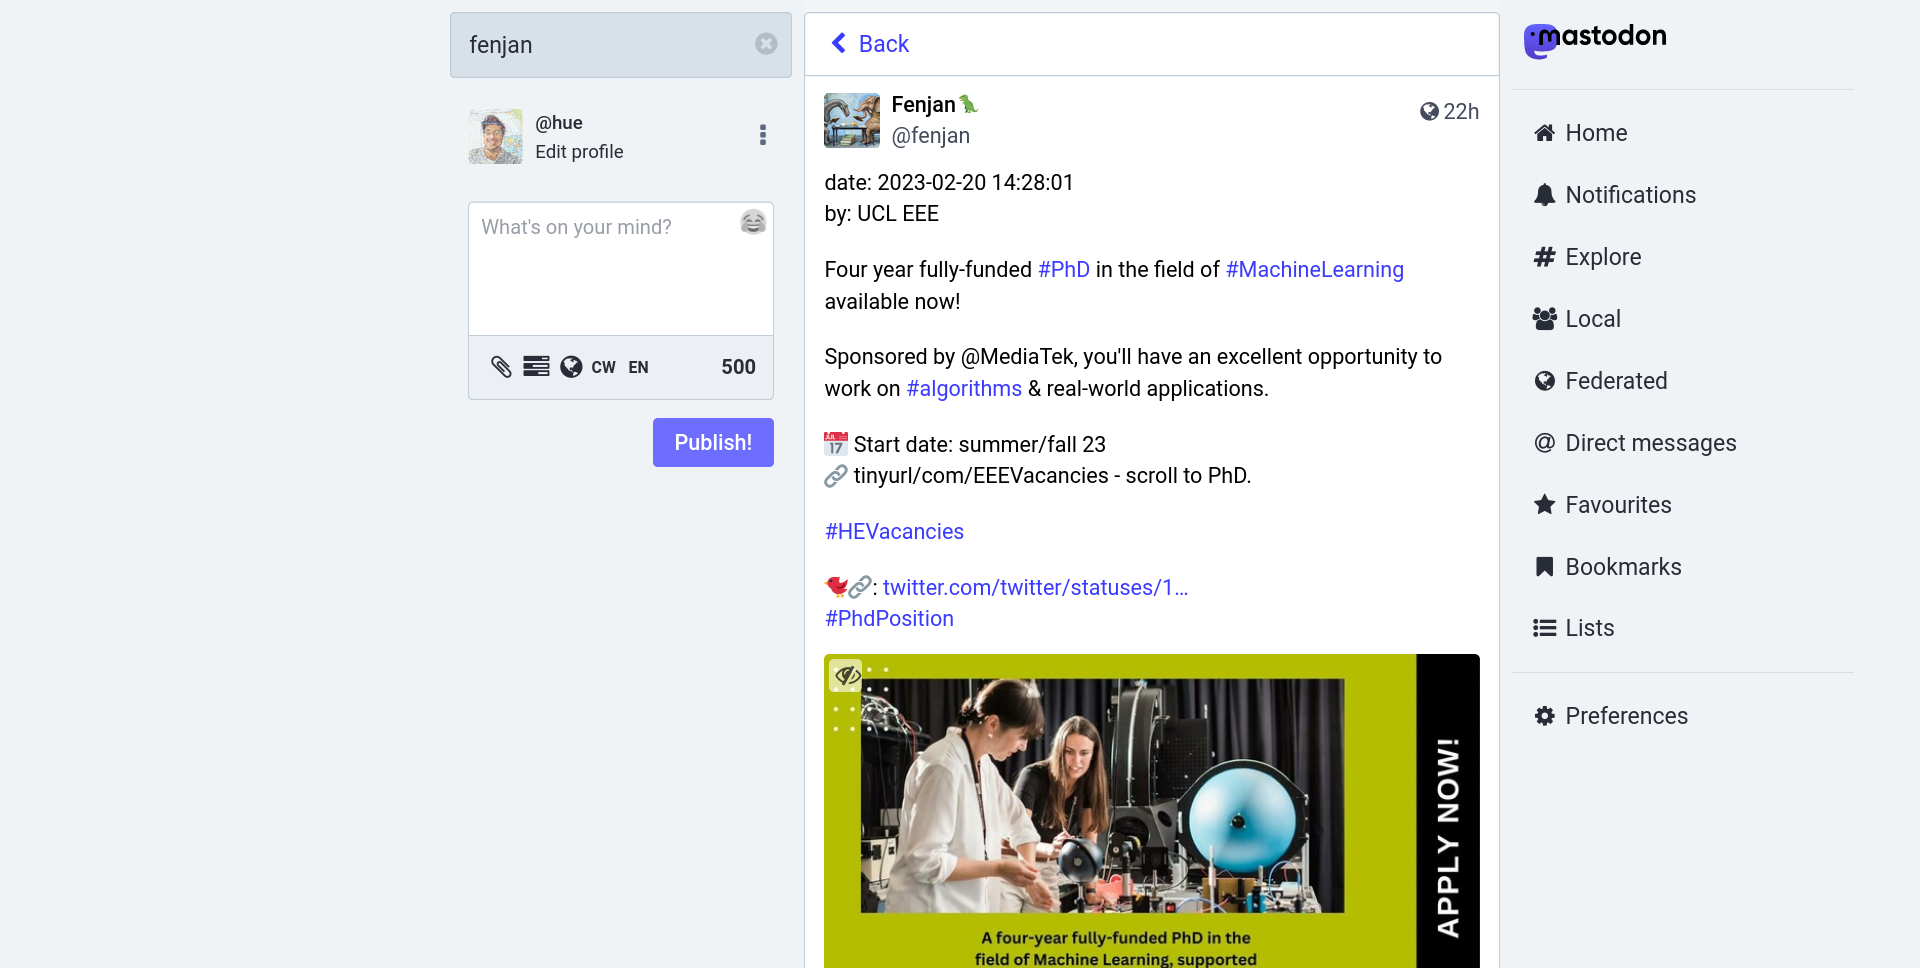 fenjan
@hue
Edit profile
What's on your mind?
CW EN 500
Publish!
Back
Fenjan
@fenjan
22h
date: 2023-02-20 14:28:01
by: UCL EEE
Four year fully-funded #PhD in the field of #MachineLearning
available now!
Sponsored by @MediaTek, you'll have an excellent opportunity to
work on #algorithms & real-world applications.
Start date: summer/fall 23
tinyurl/com/EEEVacancies - scroll to PhD.
#HEVacancies
: twitter.com/twitter/statuses/1…
#PhdPosition
APPLY NOW!
A four-year fully-funded PhD in the
field of Machine Learning, supported
mastodon
Home
Notifications
Explore
Local
Federated
Direct messages
Favourites
Bookmarks
Lists
Preferences